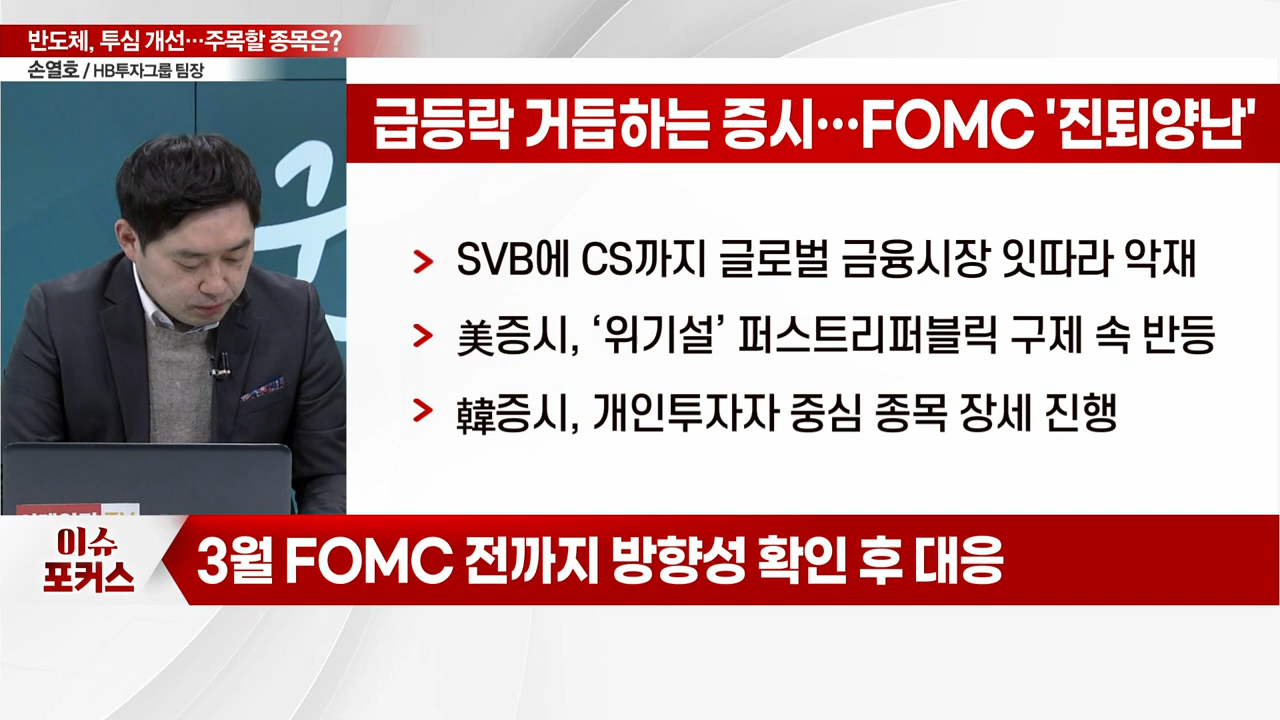 반도체, 투심 개선…주목할 종목은?
손열호 / HB투자그룹 팀장
급등락 거듭하는 증시…FOMC '진퇴양난'
> SVB에 CS까지 글로벌 금융시장 잇따라 악재
> 美증시, ‘위기설’ 퍼스트리퍼블릭 구제 속 반등
> 韓증시, 개인투자자 중심 종목 장세 진행
이슈
포커스
3월 FOMC 전까지 방향성 확인 후 대응